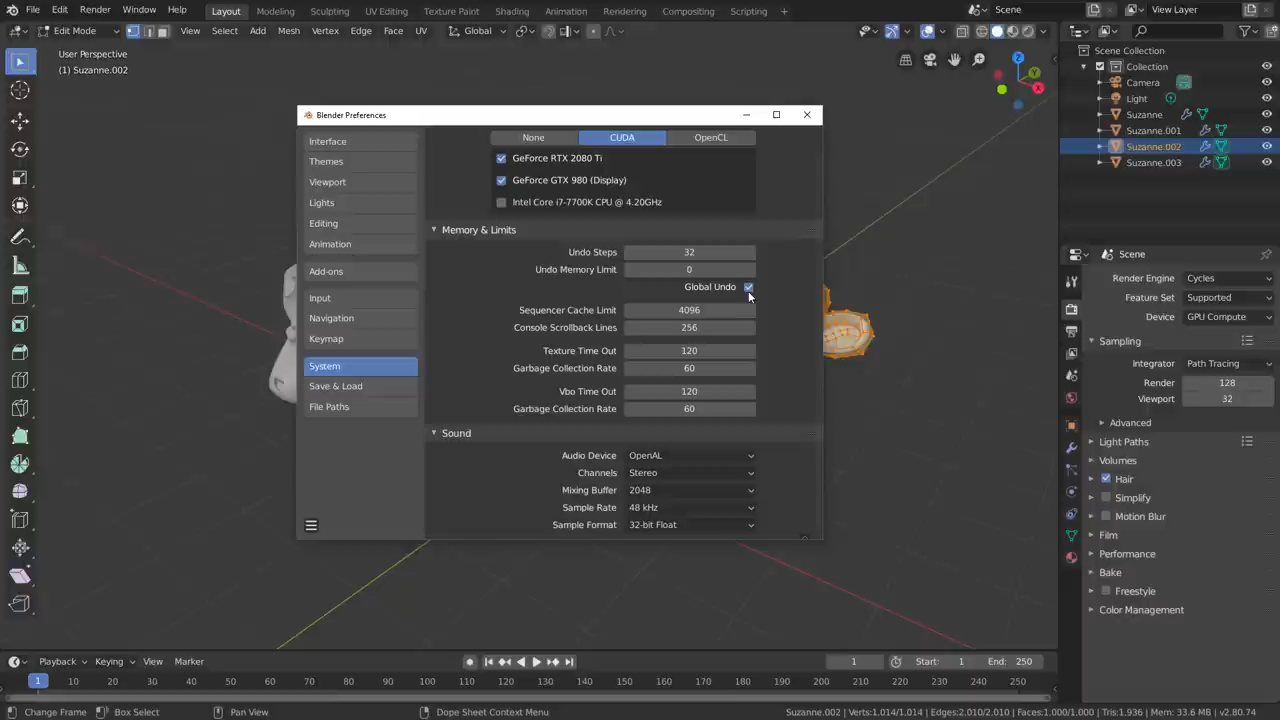 File Edit Render Window Help Layout Modeling Sculpting UV Editing Texture Paint Shading Animation Rendering Compositing Scripting + Scene View Layer
Edit Mode View Select Add Mesh Vertex Edge Face UV Global
User Perspective
(1) Suzanne.002
Z
Y
X
Scene Collection
Collection
Camera
Light
Suzanne
Suzanne.001
Suzanne.002
Suzanne.003
Blender Preferences
Interface
Themes
Viewport
Lights
Editing
Animation
Add-ons
Input
Navigation
Keymap
System
Save & Load
File Paths
None CUDA OpenCL
GeForce RTX 2080 Ti
GeForce GTX 980 (Display)
Intel Core i7-7700K CPU @ 4.20GHz
Memory & Limits
Undo Steps 32
Undo Memory Limit 0
Global Undo
Sequencer Cache Limit 4096
Console Scrollback Lines 256
Texture Time Out 120
Garbage Collection Rate 60
Vbo Time Out 120
Garbage Collection Rate 60
Sound
Audio Device OpenAL
Channels Stereo
Mixing Buffer 2048
Sample Rate 48 kHz
Sample Format 32-bit Float
Scene
Render Engine Cycles
Feature Set Supported
Device GPU Compute
Sampling
Integrator Path Tracing
Render 128
Viewport 32
Advanced
Light Paths
Volumes
Hair
Simplify
Motion Blur
Film
Performance
Bake
Freestyle
Color Management
Playback Keying View Marker 1 Start: 1 End: 250
1 10 20 30 40 50 60 70 80 90 100 110 120 130 140 150 160 170 180 190 200 210 220 230 240 250
Change Frame Box Select Pan View Dope Sheet Context Menu Suzanne.002 | Verts:1,014/1,014 | Edges:2,010/2,010 | Faces:1,000/1,000 | Tris:1,936 | Mem: 33.6 MB | v2.80.74